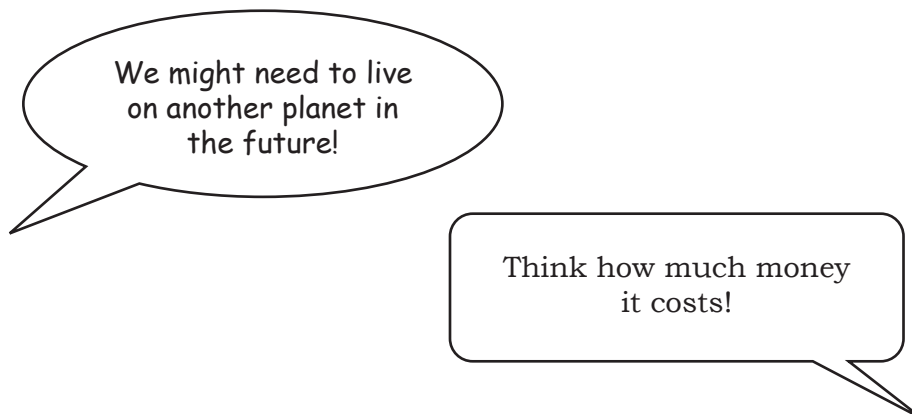 We might need to live
on another planet in
the future!
Think how much money
it costs!